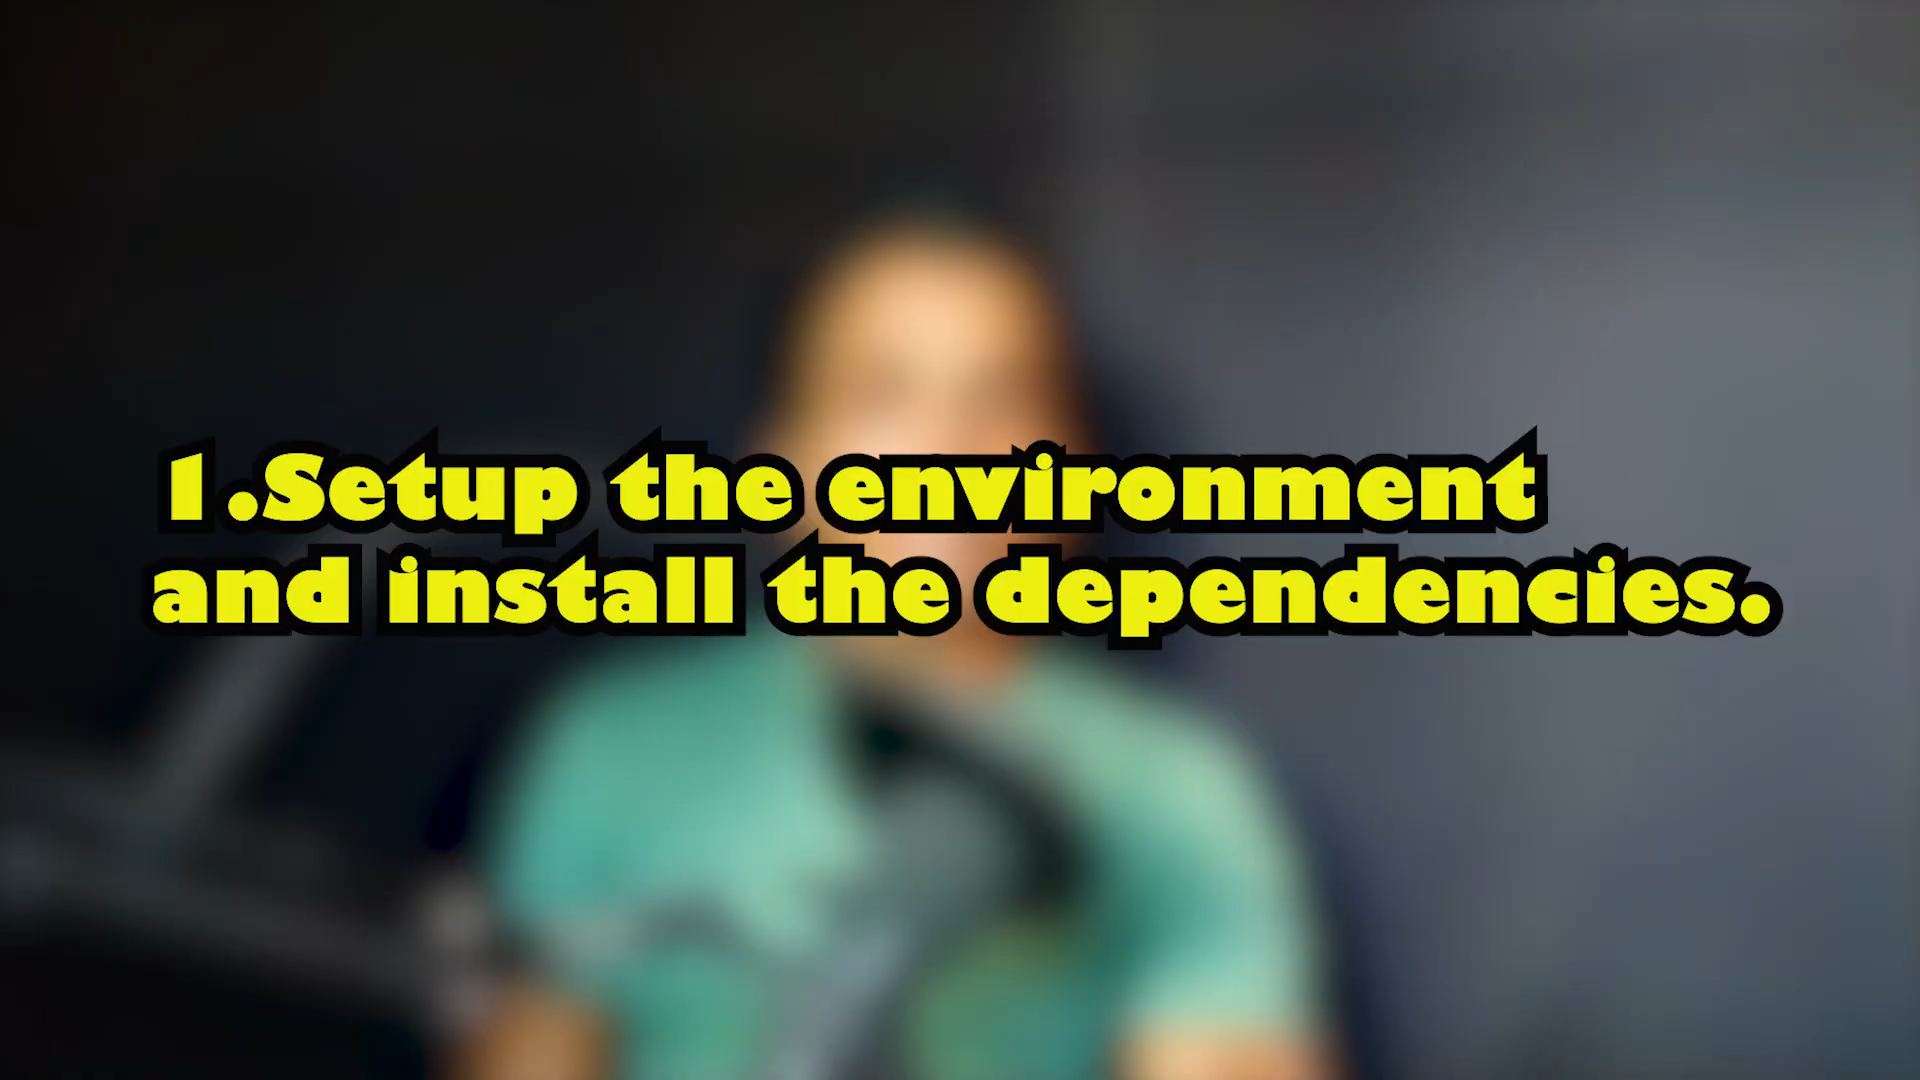 1.Setup the environment
and install the dependencies.